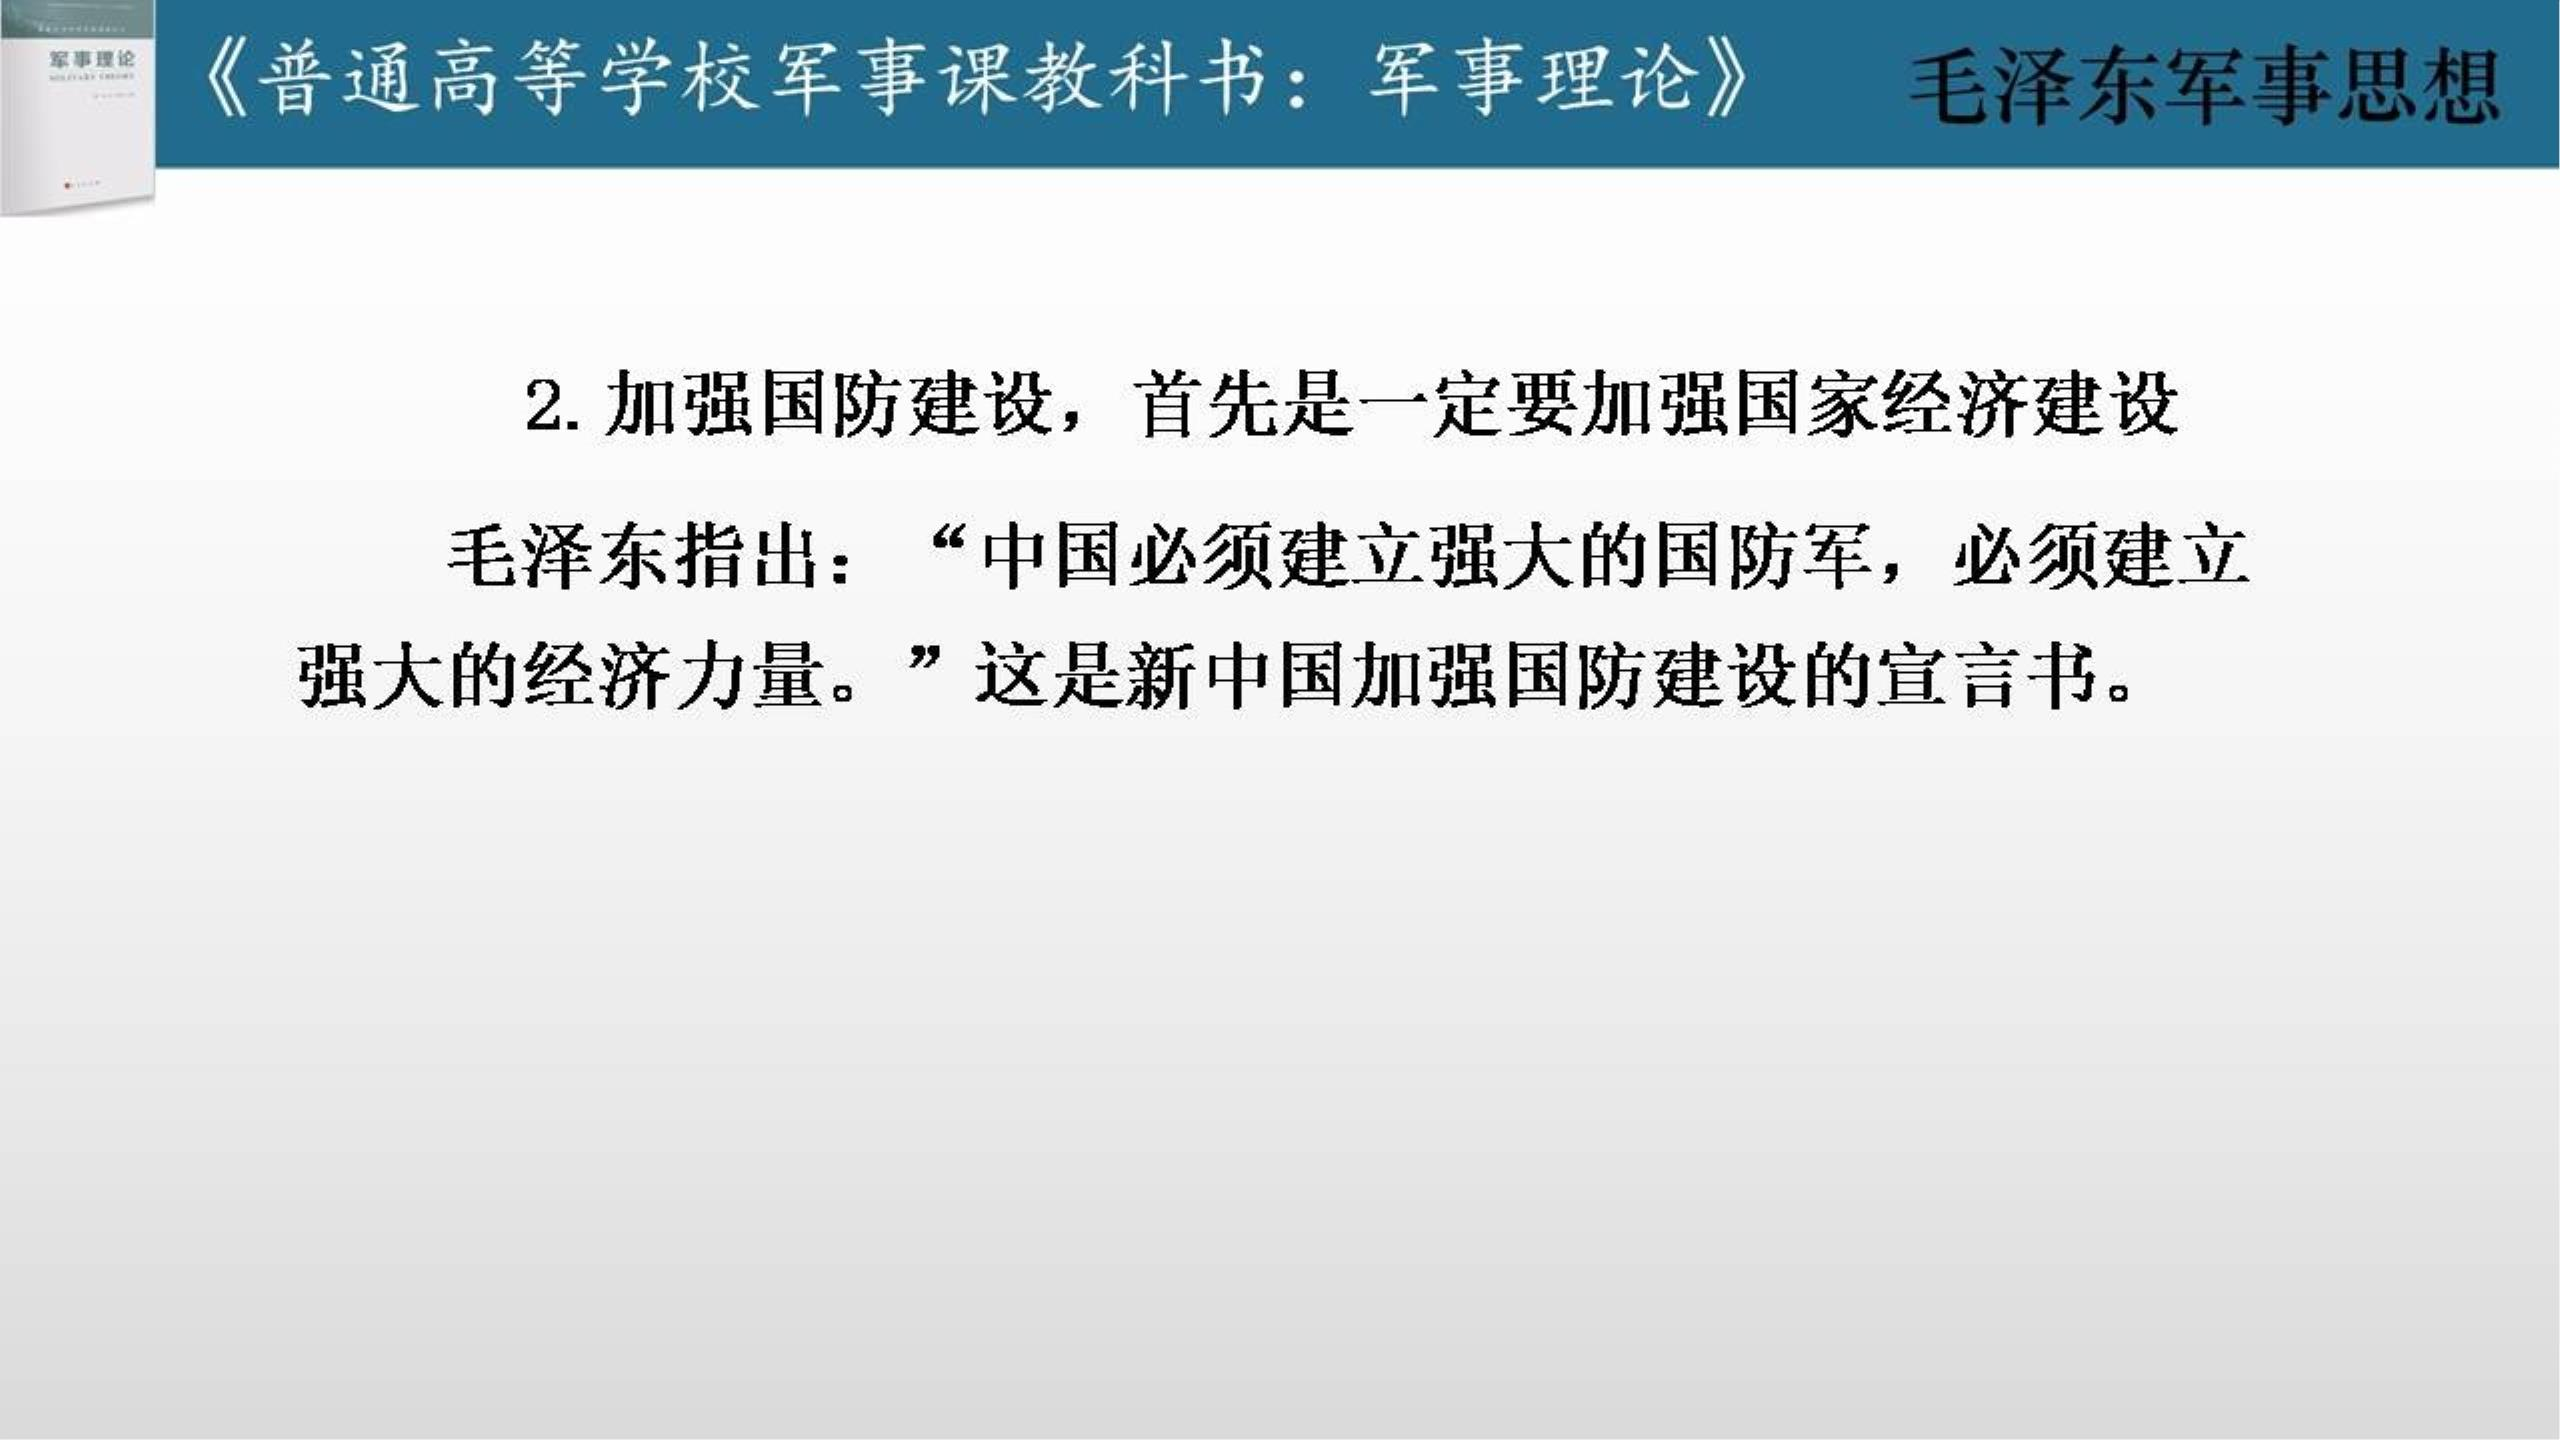 军事理论
MILITARY THEORY
《普通高等学校军事课教科书：军事理论》
毛泽东军事思想
2.加强国防建设，首先是一定要加强国家经济建设
毛泽东指出：“中国必须建立强大的国防军，必须建立
强大的经济力量。”这是新中国加强国防建设的宣言书。